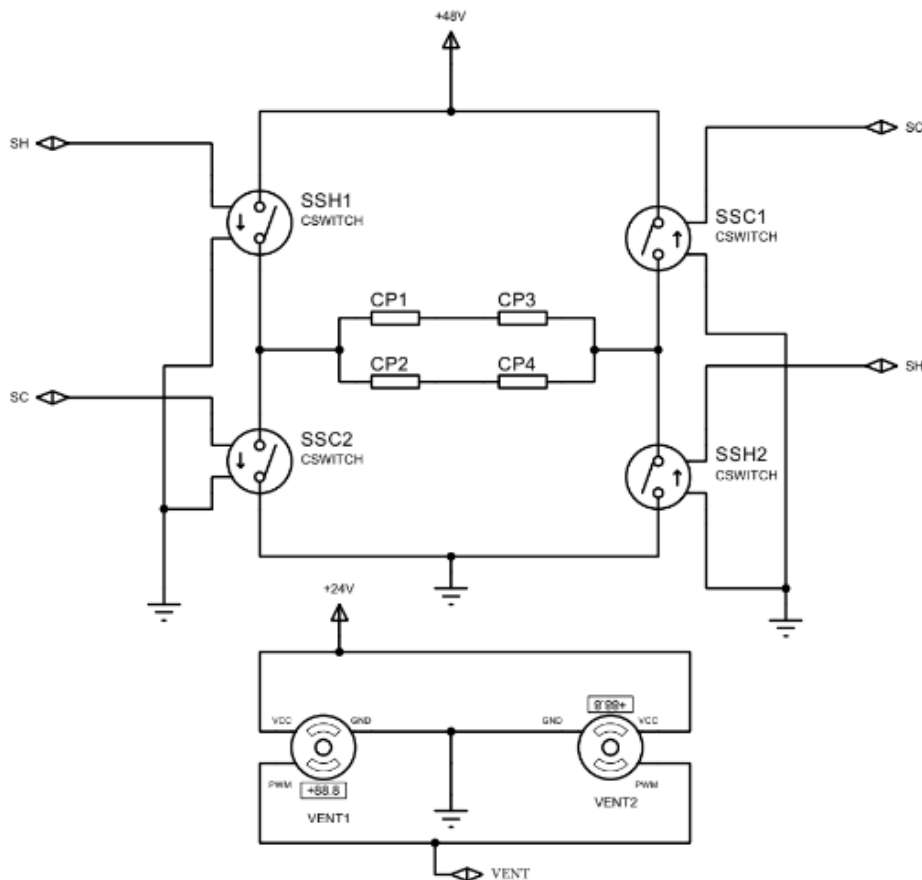 +48V
SH
SC
SSH1
CSWITCH
SSC1
CSWITCH
CP1
CP3
CP2
CP4
SH
SC
SSC2
CSWITCH
SSH2
CSWITCH
+24V
+88.8
VCC
GND
GND
VCC
PWM
+88.8
PWM
VENT1
VENT2
VENT